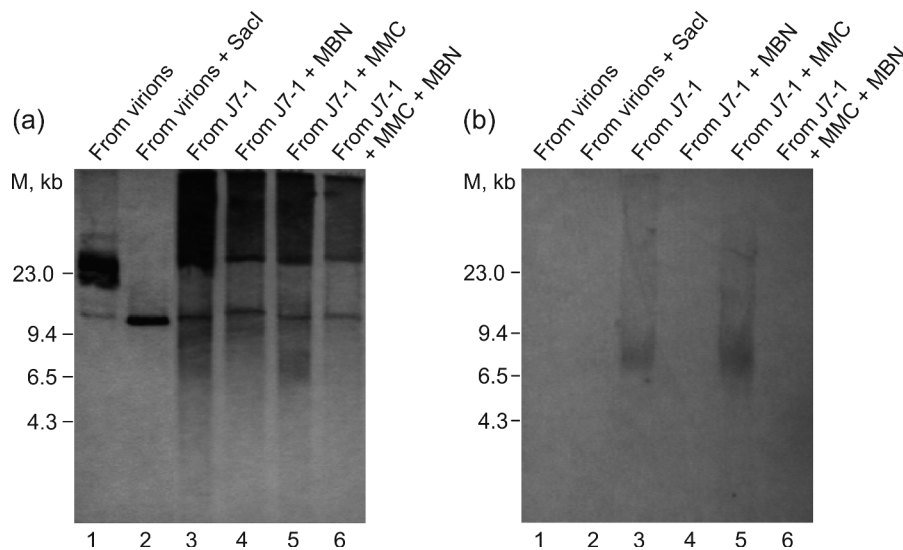 (a)
From virions
From virions + SacI
From J7-1
From J7-1 + MBN
From J7-1 + MMC
From J7-1
+ MMC + MBN
M, kb
23.0
9.4
6.5
4.3
1 2 3 4 5 6
(b)
From virions
From virions + SacI
From J7-1
From J7-1 + MBN
From J7-1 + MMC
From J7-1
+ MMC + MBN
M, kb
23.0
9.4
6.5
4.3
1 2 3 4 5 6